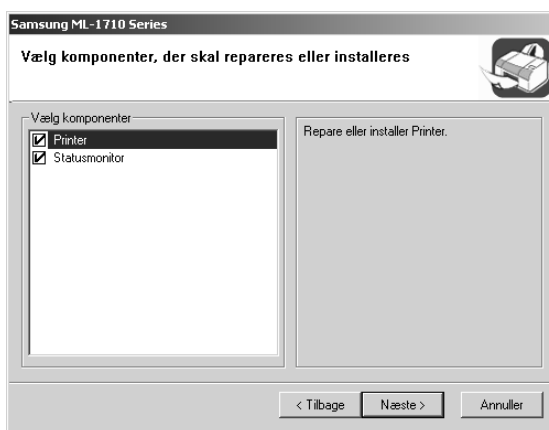 Samsung ML-1710 Series
Vælg komponenter, der skal repareres eller installeres
Vælg komponenter
Printer
Statusmonitor
Repare eller installer Printer.
< Tilbage
Næste >
Annuller